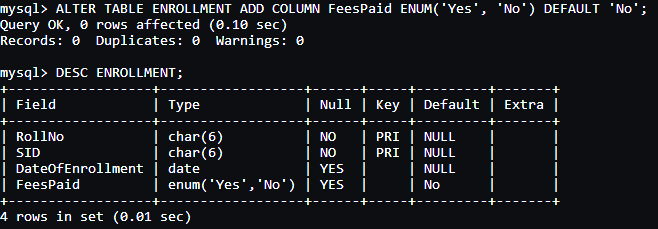 mysql> ALTER TABLE ENROLLMENT ADD COLUMN FeesPaid ENUM('Yes', 'No') DEFAULT 'No';
Query OK, 0 rows affected (0.10 sec)
Records: 0  Duplicates: 0  Warnings: 0

mysql> DESC ENROLLMENT;
+------------------+------------------+------+-----+---------+-------+
| Field            | Type             | Null | Key | Default | Extra |
+------------------+------------------+------+-----+---------+-------+
| RollNo           | char(6)          | NO   | PRI | NULL    |       |
| SID              | char(6)          | NO   | PRI | NULL    |       |
| DateOfEnrollment | date             | YES  |     | NULL    |       |
| FeesPaid         | enum('Yes','No') | YES  |     | No      |       |
+------------------+------------------+------+-----+---------+-------+
4 rows in set (0.01 sec)